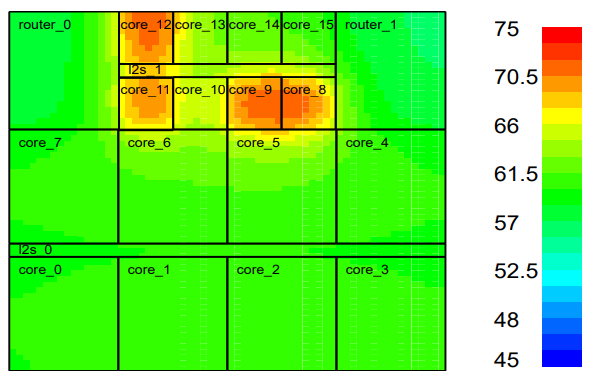 router_0 core_12 core_13 core_14 core_15 router_1
l2s_1
core_11 core_10 core_9 core_8
core_7 core_6 core_5 core_4
l2s_0
core_0 core_1 core_2 core_3
75
70.5
66
61.5
57
52.5
48
45